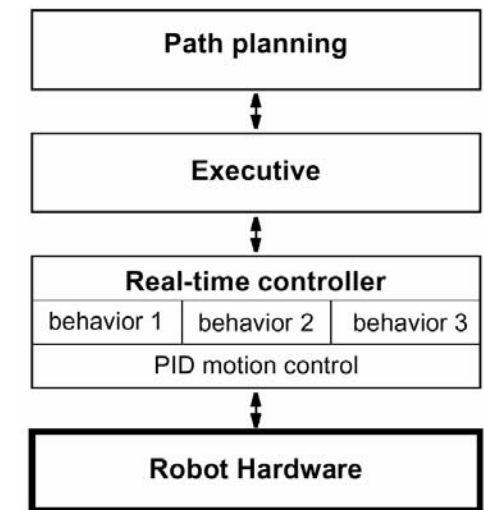 Path planning
Executive
Real-time controller
behavior 1 behavior 2 behavior 3
PID motion control
Robot Hardware